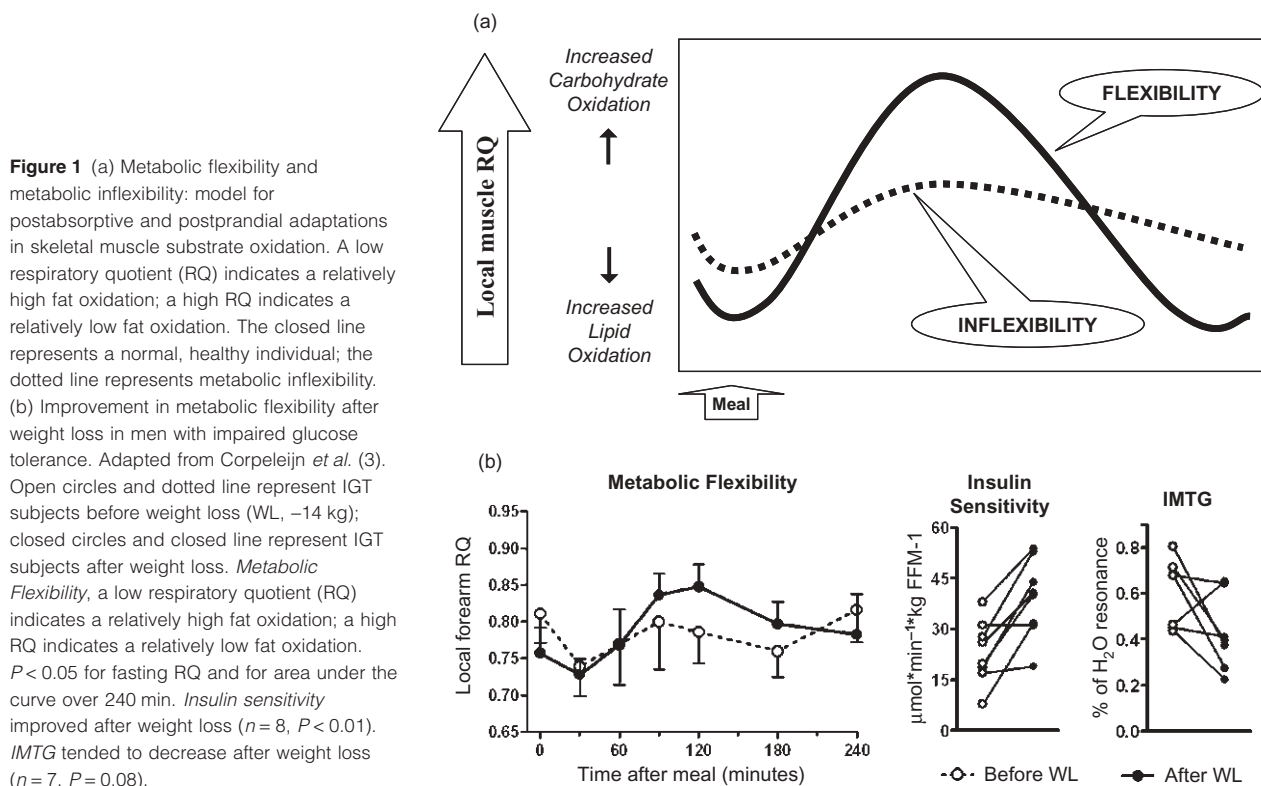 Figure 1 (a) Metabolic flexibility and
metabolic inflexibility: model for
postabsorptive and postprandial adaptations
in skeletal muscle substrate oxidation. A low
respiratory quotient (RQ) indicates a relatively
high fat oxidation; a high RQ indicates a
relatively low fat oxidation. The closed line
represents a normal, healthy individual; the
dotted line represents metabolic inflexibility.
(b) Improvement in metabolic flexibility after
weight loss in men with impaired glucose
tolerance. Adapted from Corpeleijn et al. (3).
Open circles and dotted line represent IGT
subjects before weight loss (WL, −14 kg);
closed circles and closed line represent IGT
subjects after weight loss. Metabolic
Flexibility, a low respiratory quotient (RQ)
indicates a relatively high fat oxidation; a high
RQ indicates a relatively low fat oxidation.
P < 0.05 for fasting RQ and for area under the
curve over 240 min. Insulin sensitivity
improved after weight loss (n = 8, P < 0.01).
IMTG tended to decrease after weight loss
(n = 7, P = 0.08).
(a)
Local muscle RQ
Increased
Carbohydrate
Oxidation
Increased
Lipid
Oxidation
FLEXIBILITY
INFLEXIBILITY
Meal
(b)
Metabolic Flexibility
Local forearm RQ
0.95
0.90
0.85
0.80
0.75
0.70
0.65
0 60 120 180 240
Time after meal (minutes)
Insulin
Sensitivity
μmol*min⁻¹*kg FFM-1
60
45
30
15
0
IMTG
% of H₂O resonance
0.8
0.6
0.4
0.2
0.0
Before WL After WL